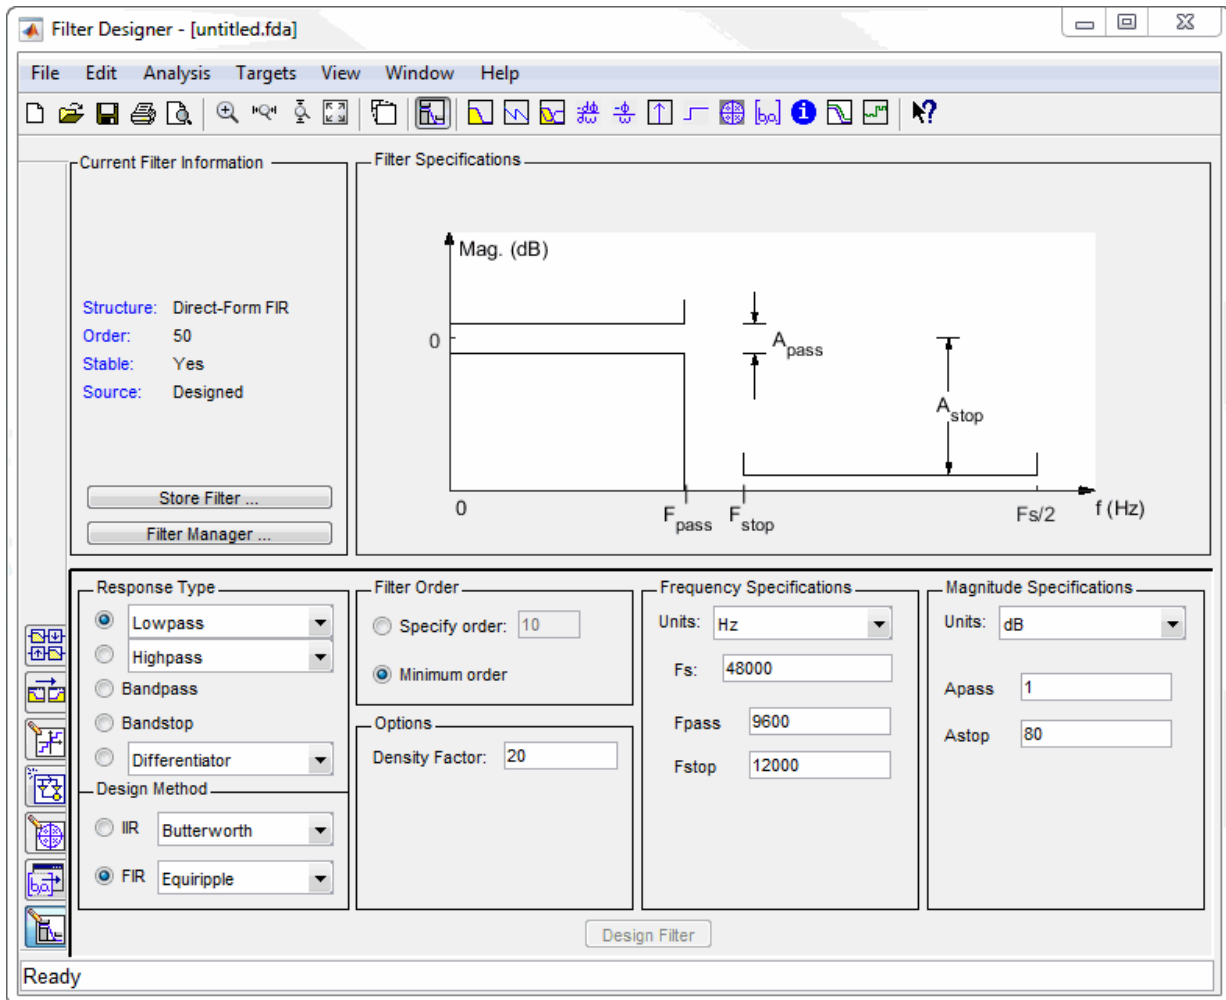 Filter Designer - [untitled.fda]
File Edit Analysis Targets View Window Help
Current Filter Information
Structure: Direct-Form FIR
Order: 50
Stable: Yes
Source: Designed
Store Filter ...
Filter Manager ...
Filter Specifications
Mag. (dB)
0
A pass
A stop
0 F pass F stop Fs/2 f (Hz)
Response Type
Lowpass
Highpass
Bandpass
Bandstop
Differentiator
Design Method
IIR Butterworth
FIR Equiripple
Filter Order
Specify order: 10
Minimum order
Options
Density Factor: 20
Frequency Specifications
Units: Hz
Fs: 48000
Fpass 9600
Fstop 12000
Magnitude Specifications
Units: dB
Apass 1
Astop 80
Design Filter
Ready